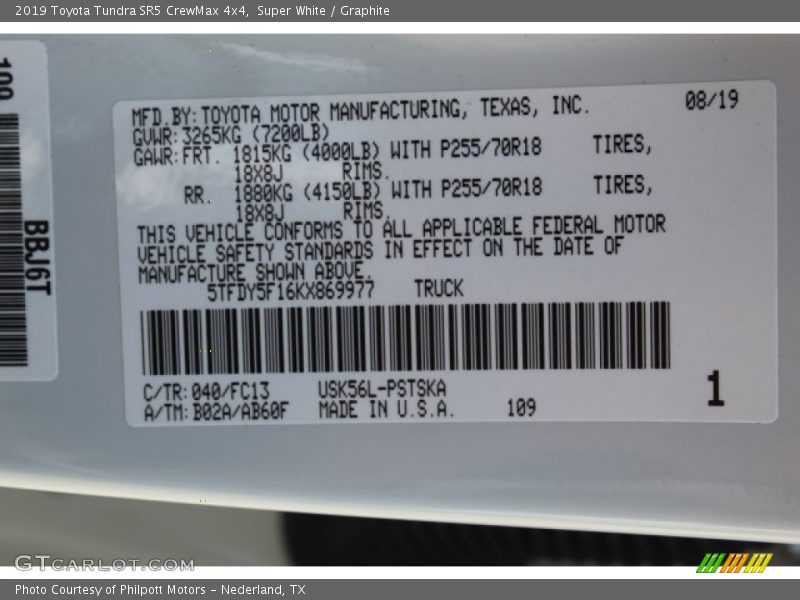 2019 Toyota Tundra SR5 CrewMax 4x4, Super White / Graphite
109
BBJ6T
MFD.BY:TOYOTA MOTOR MANUFACTURING, TEXAS, INC. 08/19
GVWR:3265KG (7200LB)
GAWR:FRT. 1815KG (4000LB) WITH P255/70R18 TIRES,
18X8J RIMS.
RR. 1880KG (4150LB) WITH P255/70R18 TIRES,
18X8J RIMS.
THIS VEHICLE CONFORMS TO ALL APPLICABLE FEDERAL MOTOR
VEHICLE SAFETY STANDARDS IN EFFECT ON THE DATE OF
MANUFACTURE SHOWN ABOVE.
5TFDY5F16KX869977 TRUCK
C/TR:040/FC13 USK56L-PSTSKA
A/TM:B02A/AB60F MADE IN U.S.A. 109
1
GTCARLOT.COM
Photo Courtesy of Philpott Motors - Nederland, TX